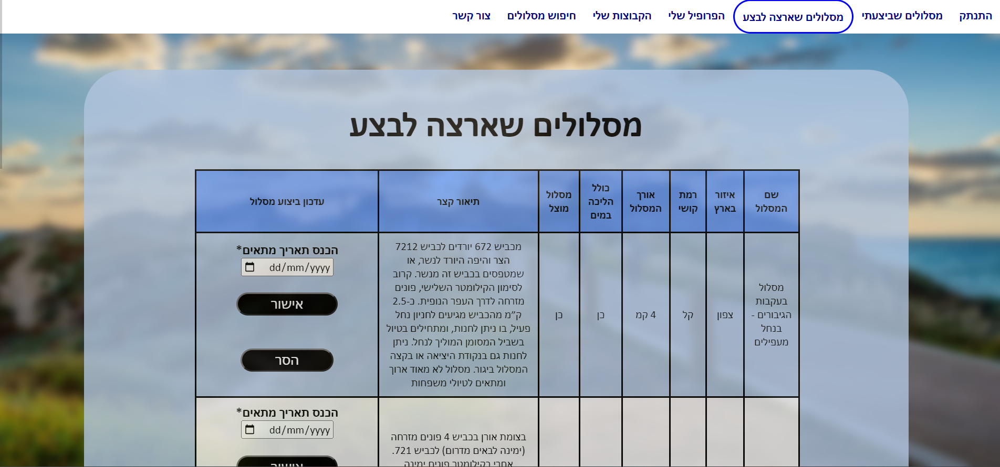 התנתק
מסלולים שביצעתי
מסלולים שארצה לבצע
הפרופיל שלי
הקבוצות שלי
חיפוש מסלולים
צור קשר
מסלולים שארצה לבצע
שם
המסלול
איזור
בארץ
רמת
קושי
אורך
המסלול
כולל
הליכה
במים
מסלול
מוצל
תיאור קצר
עדכון ביצוע מסלול
מסלול
בעקבות
הגיבורים -
בנחל
מעפילים
צפון
קל
4 קמ
כן
כן
מכביש 672 יורדים לכביש 7212
הצר והיפה היורד לנשר, או
שמטפסים בכביש זה מנשר. קרוב
לסימון הקילומטר השלישי, פונים
מזרחה לדרך העפר הנופית. כ-2.5
ק"מ מהכביש מגיעים לחניון נחל
פעיל, בו ניתן לחנות, ומתחילים בטיול
בשביל המסומן המוליך לנחל. ניתן
לחנות גם בנקודת היציאה או בקצה
המסלול ביגור. מסלול לא מאוד ארוך
ומתאים לטיולי משפחות
הכנס תאריך מתאים*
dd/mm/yyyy
אישור
הסר
בצומת אורן בכביש 4 פונים מזרחה
(ימינה לבאים מדרום) לכביש 721.
אחרי כקילומטר פונים ימינה
הכנס תאריך מתאים*
dd/mm/yyyy
אישור